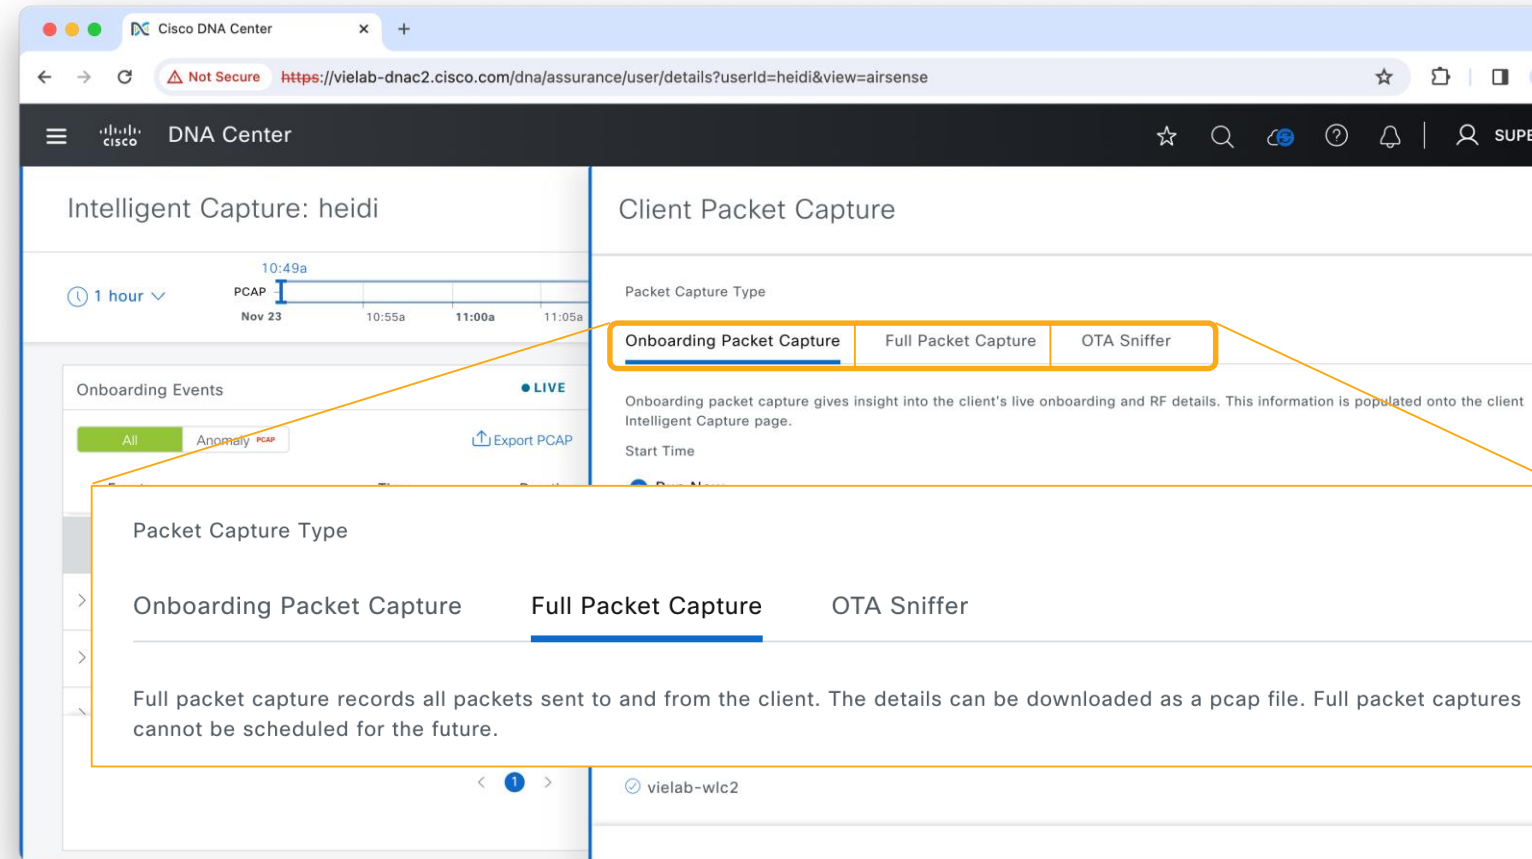 Cisco DNA Center
Not Secure https://vielab-dnac2.cisco.com/dna/assurance/user/details?userId=heidi&view=airsense
cisco DNA Center
Intelligent Capture: heidi
Client Packet Capture
1 hour
10:49a
PCAP
Nov 23 10:55a 11:00a 11:05a
Packet Capture Type
Onboarding Packet Capture Full Packet Capture OTA Sniffer
Onboarding Events LIVE
All Anomaly PCAP Export PCAP
Onboarding packet capture gives insight into the client's live onboarding and RF details. This information is populated onto the client
Intelligent Capture page.
Start Time
Packet Capture Type
Onboarding Packet Capture Full Packet Capture OTA Sniffer
Full packet capture records all packets sent to and from the client. The details can be downloaded as a pcap file. Full packet captures
cannot be scheduled for the future.
1
vielab-wlc2